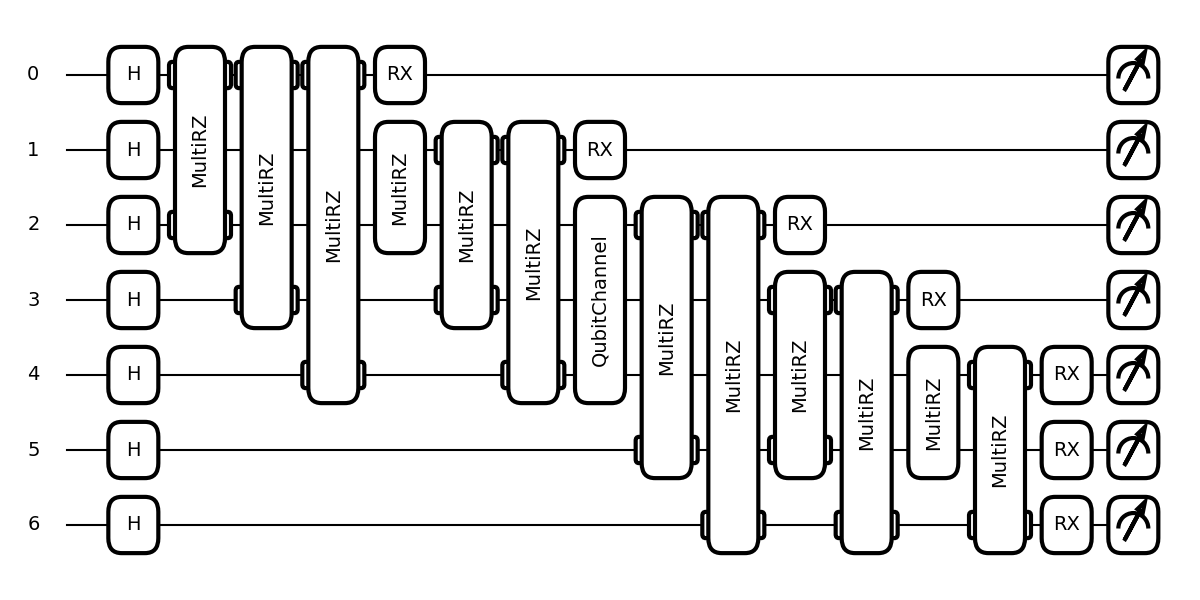 0 H MultiRZ MultiRZ MultiRZ RX
1 H MultiRZ MultiRZ MultiRZ RX
2 H QubitChannel MultiRZ MultiRZ RX
3 H MultiRZ MultiRZ RX
4 H MultiRZ MultiRZ RX
5 H RX
6 H RX